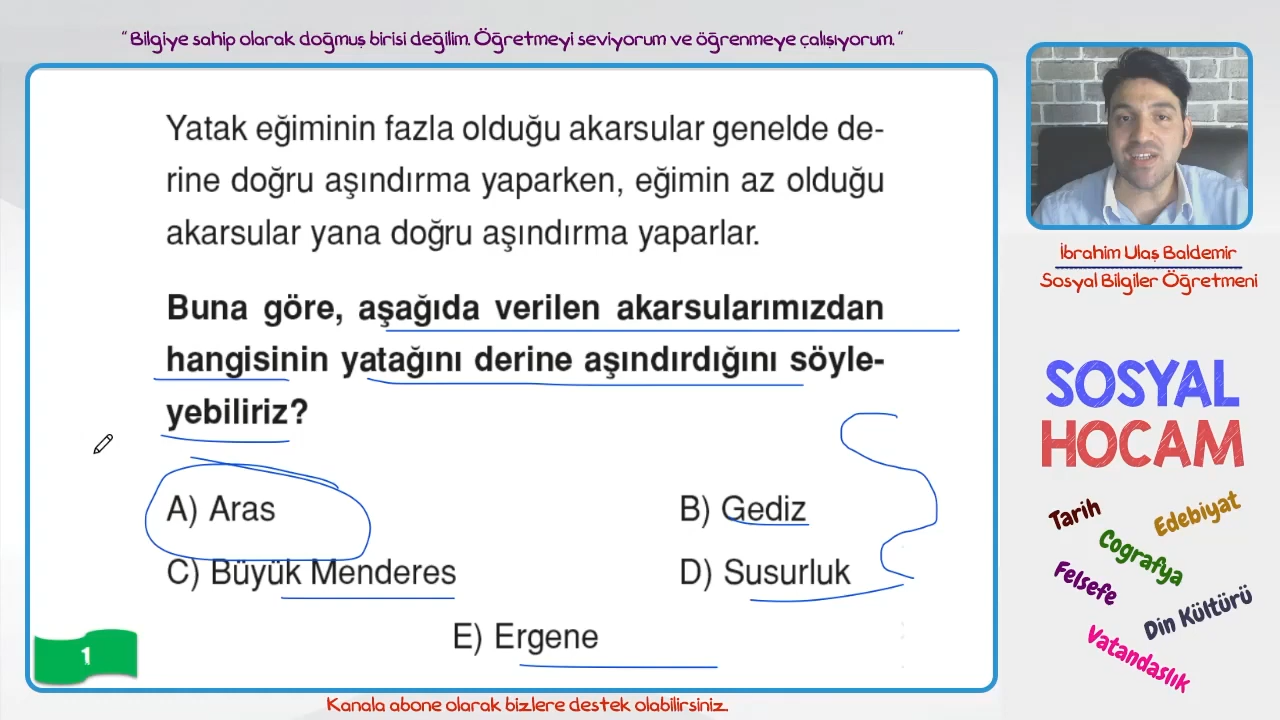 “Bilgiye sahip olarak doğmuş birisi değilim. Öğretmeyi seviyorum ve öğrenmeye çalışıyorum.“
Yatak eğiminin fazla olduğu akarsular genelde de-
rine doğru aşındırma yaparken, eğimin az olduğu
akarsular yana doğru aşındırma yaparlar.
Buna göre, aşağıda verilen akarsularımızdan
hangisinin yatağını derine aşındırdığını söyle-
yebiliriz?
A) Aras
B) Gediz
C) Büyük Menderes
D) Susurluk
E) Ergene
1
Kanala abone olarak bizlere destek olabilirsiniz.
İbrahim Ulaş Baldemir
Sosyal Bilgiler Öğretmeni
SOSYAL
HOCAM
Tarih
Edebiyat
Coğrafya
Felsefe
Din Kültürü
Vatandaslık